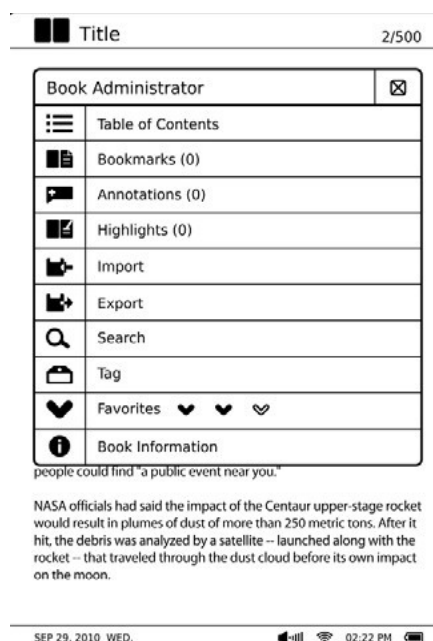 Title
2/500
Book Administrator
Table of Contents
Bookmarks (0)
Annotations (0)
Highlights (0)
Import
Export
Search
Tag
Favorites
Book Information
people could find "a public event near you."
NASA officials had said the impact of the Centaur upper-stage rocket
would result in plumes of dust of more than 250 metric tons. After it
hit, the debris was analyzed by a satellite -- launched along with the
rocket -- that traveled through the dust cloud before its own impact
on the moon.
SEP 29, 2010 WED.
02:22 PM